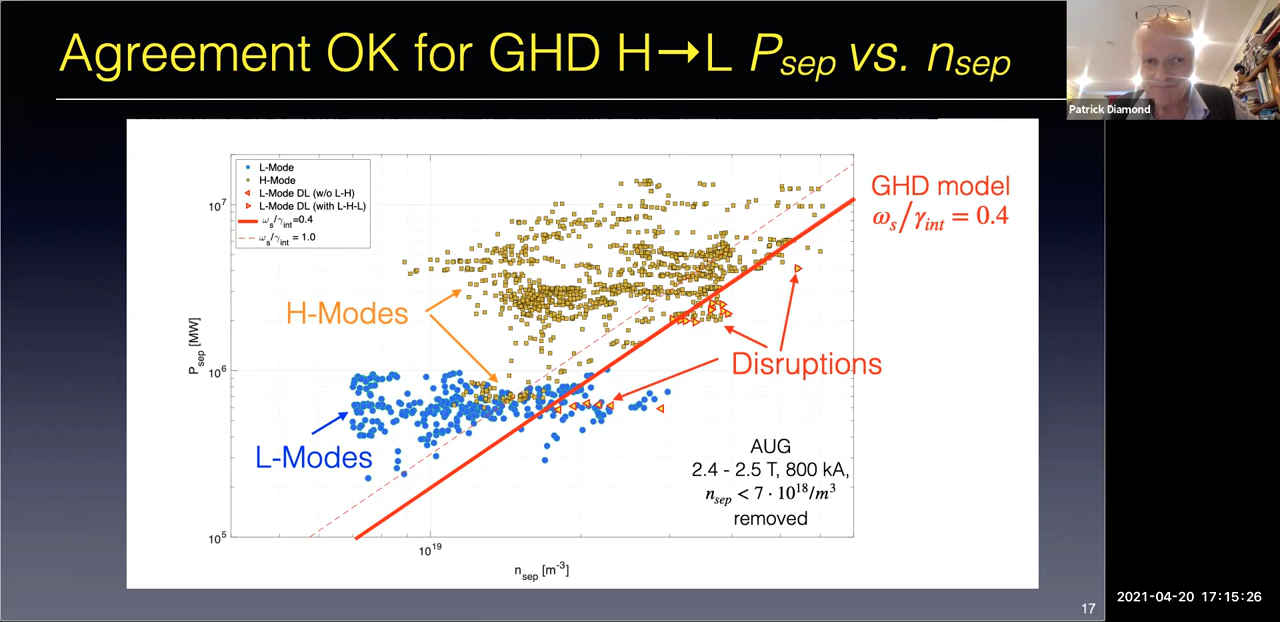 Agreement OK for GHD H→L Psep vs. nsep
Patrick Diamond
L-Mode
H-Mode
L-Mode DL (w/o L-H)
L-Mode DL (with L-H-L)
ωs/γint=0.4
ωs/γint = 1.0
GHD model
ωs/γint = 0.4
10^7
10^6
10^5
Psep [MW]
H-Modes
L-Modes
Disruptions
AUG
2.4 - 2.5 T, 800 kA,
nsep < 7 · 10^18/m^3
removed
10^19
nsep [m^-3]
2021-04-20 17:15:26
17